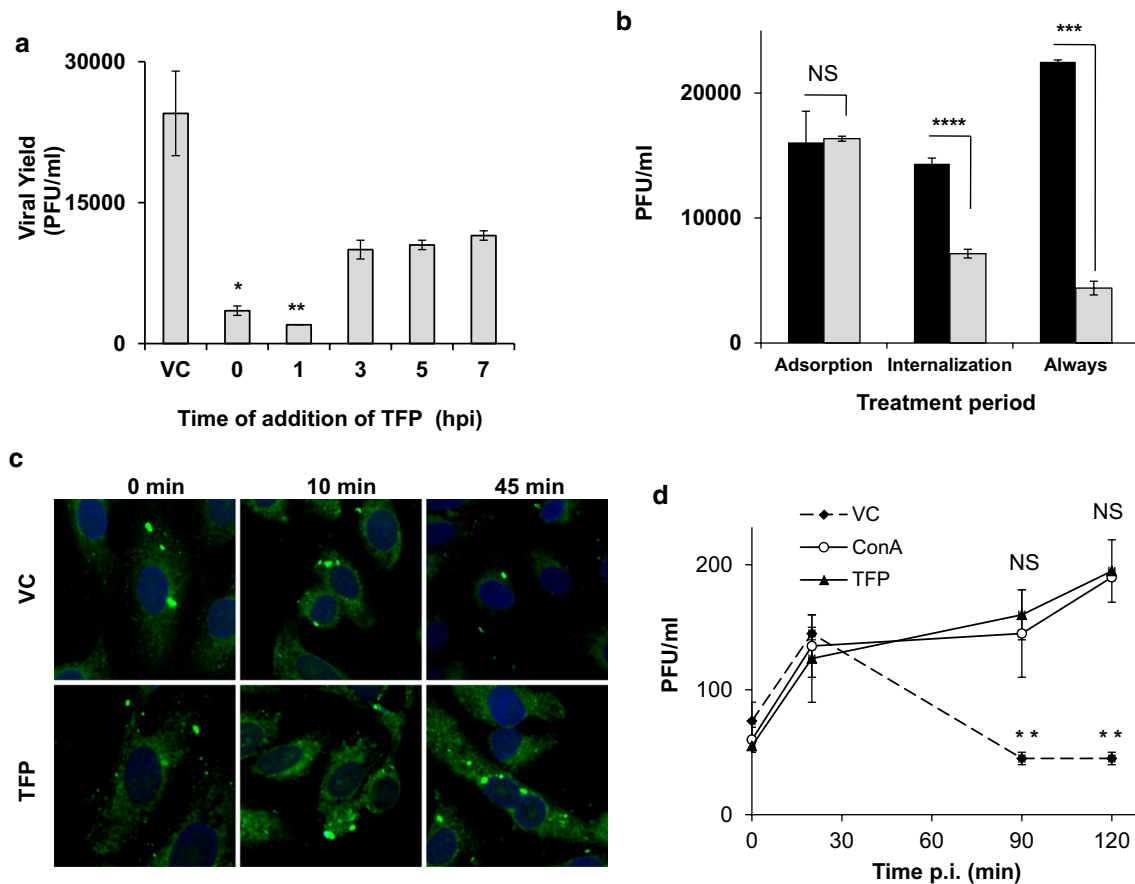 a
30000
15000
0
Viral Yield
(PFU/ml)
*
**
VC 0 1 3 5 7
Time of addition of TFP (hpi)
b
20000
10000
0
PFU/ml
NS
****
***
Adsorption Internalization Always
Treatment period
c
0 min 10 min 45 min
VC
TFP
d
VC
ConA
TFP
200
100
0
PFU/ml
NS
NS
**
**
0 30 60 90 120
Time p.i. (min)